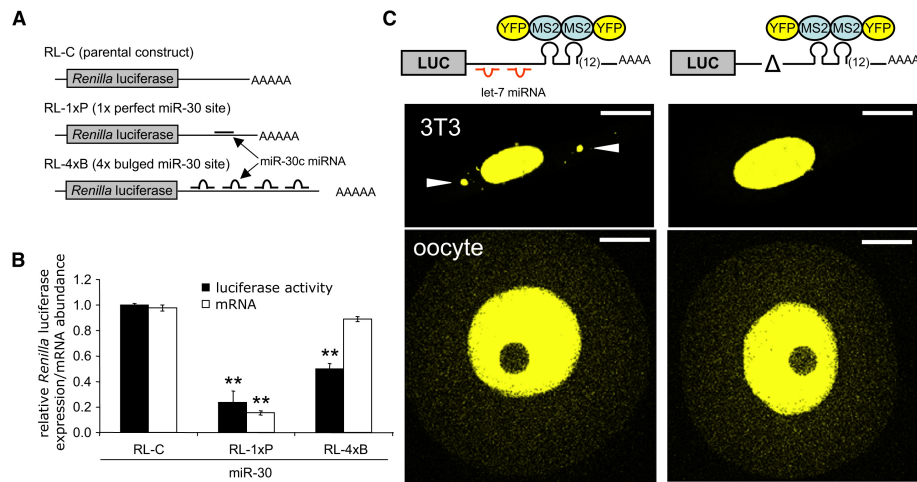 A
RL-C (parental construct)
Renilla luciferase
AAAAA
RL-1xP (1x perfect miR-30 site)
Renilla luciferase
AAAAA
miR-30c miRNA
RL-4xB (4x bulged miR-30 site)
Renilla luciferase
AAAAA
B
relative Renilla luciferase
expression/mRNA abundance
1.2
1.0
0.8
0.6
0.4
0.2
0
luciferase activity
mRNA
**
**
**
RL-C
RL-1xP
RL-4xB
miR-30
C
YFP MS2 MS2 YFP
LUC
(12)
AAAA
let-7 miRNA
YFP MS2 MS2 YFP
LUC
Δ
(12)
AAAA
3T3
oocyte